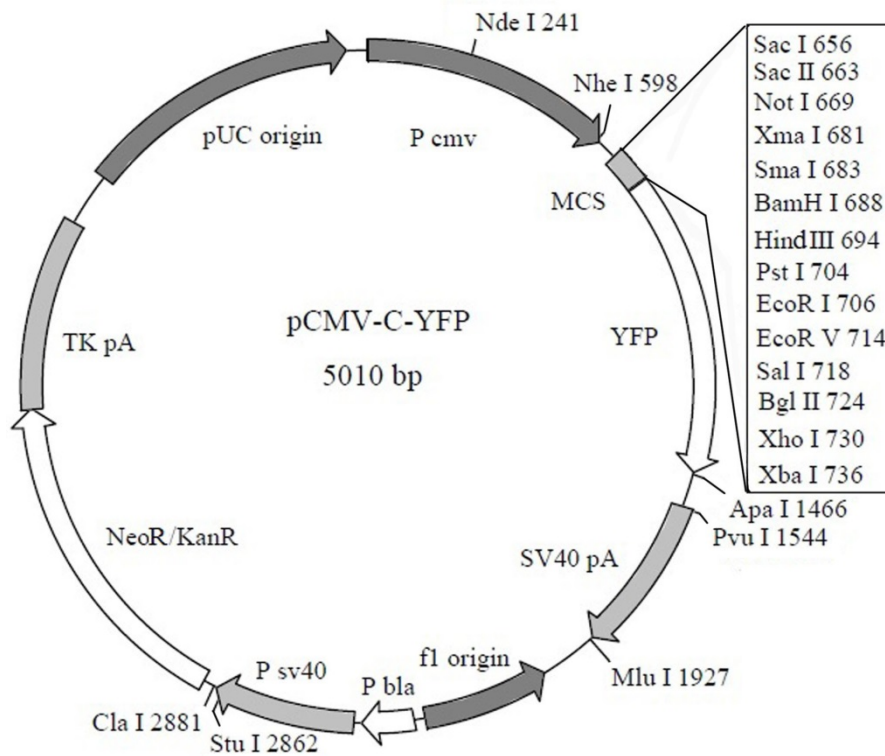 Nde I 241
Nhe I 598
pUC origin
P cmv
MCS
Sac I 656
Sac II 663
Not I 669
Xma I 681
Sma I 683
BamH I 688
HindIII 694
Pst I 704
EcoR I 706
EcoR V 714
Sal I 718
Bgl II 724
Xho I 730
Xba I 736
pCMV-C-YFP
5010 bp
YFP
TK pA
Apa I 1466
Pvu I 1544
NeoR/KanR
SV40 pA
P sv40
P bla
f1 origin
Mlu I 1927
Cla I 2881
Stu I 2862